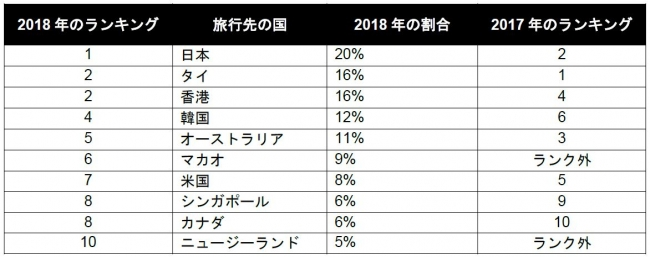 2018 年のランキング 旅行先の国 2018 年の割合 2017 年のランキング
1 日本 20% 2
2 タイ 16% 1
2 香港 16% 4
4 韓国 12% 6
5 オーストラリア 11% 3
6 マカオ 9% ランク外
7 米国 8% 5
8 シンガポール 6% 9
8 カナダ 6% 10
10 ニュージーランド 5% ランク外